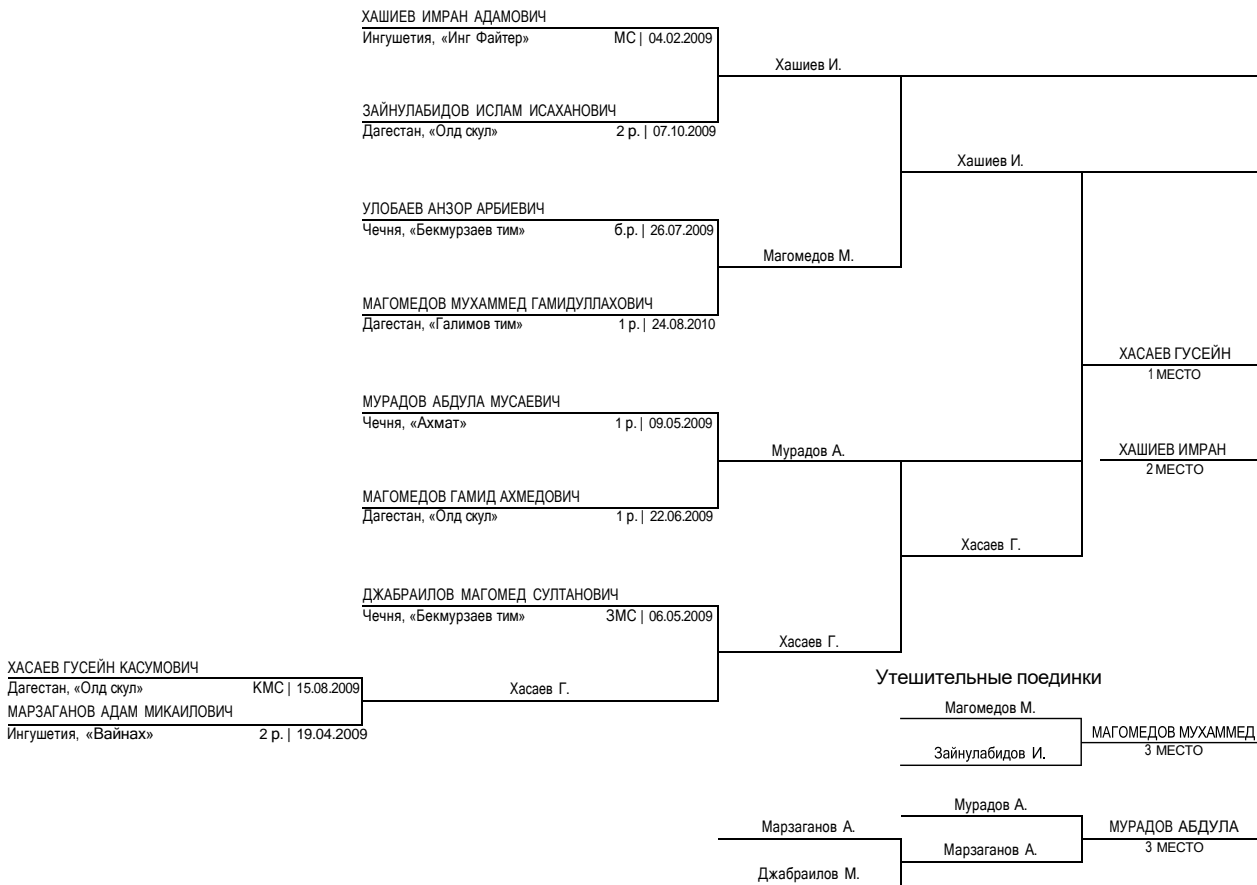 ХАШИЕВ ИМРАН АДАМОВИЧ
Ингушетия, «Инг Файтер» МС | 04.02.2009
Хашиев И.
ЗАЙНУЛАБИДОВ ИСЛАМ ИСАХАНОВИЧ
Дагестан, «Олд скул» 2 р. | 07.10.2009
Хашиев И.
УЛОБАЕВ АНЗОР АРБИЕВИЧ
Чечня, «Бекмурзаев тим» б.р. | 26.07.2009
Магомедов М.
МАГОМЕДОВ МУХАММЕД ГАМИДУЛЛАХОВИЧ
Дагестан, «Галимов тим» 1 р. | 24.08.2010
ХАСАЕВ ГУСЕЙН
1 МЕСТО
МУРАДОВ АБДУЛА МУСАЕВИЧ
Чечня, «Ахмат» 1 р. | 09.05.2009
Мурадов А.
ХАШИЕВ ИМРАН
2 МЕСТО
МАГОМЕДОВ ГАМИД АХМЕДОВИЧ
Дагестан, «Олд скул» 1 р. | 22.06.2009
Хасаев Г.
ДЖАБРАИЛОВ МАГОМЕД СУЛТАНОВИЧ
Чечня, «Бекмурзаев тим» ЗМС | 06.05.2009
Хасаев Г.
ХАСАЕВ ГУСЕЙН КАСУМОВИЧ
Дагестан, «Олд скул» КМС | 15.08.2009
Хасаев Г.
МАРЗАГАНОВ АДАМ МИКАИЛОВИЧ
Ингушетия, «Вайнах» 2 р. | 19.04.2009
Утешительные поединки
Магомедов М.
МАГОМЕДОВ МУХАММЕД
3 МЕСТО
Зайнулабидов И.
Мурадов А.
Марзаганов А.
МУРАДОВ АБДУЛА
3 МЕСТО
Марзаганов А.
Джабраилов М.